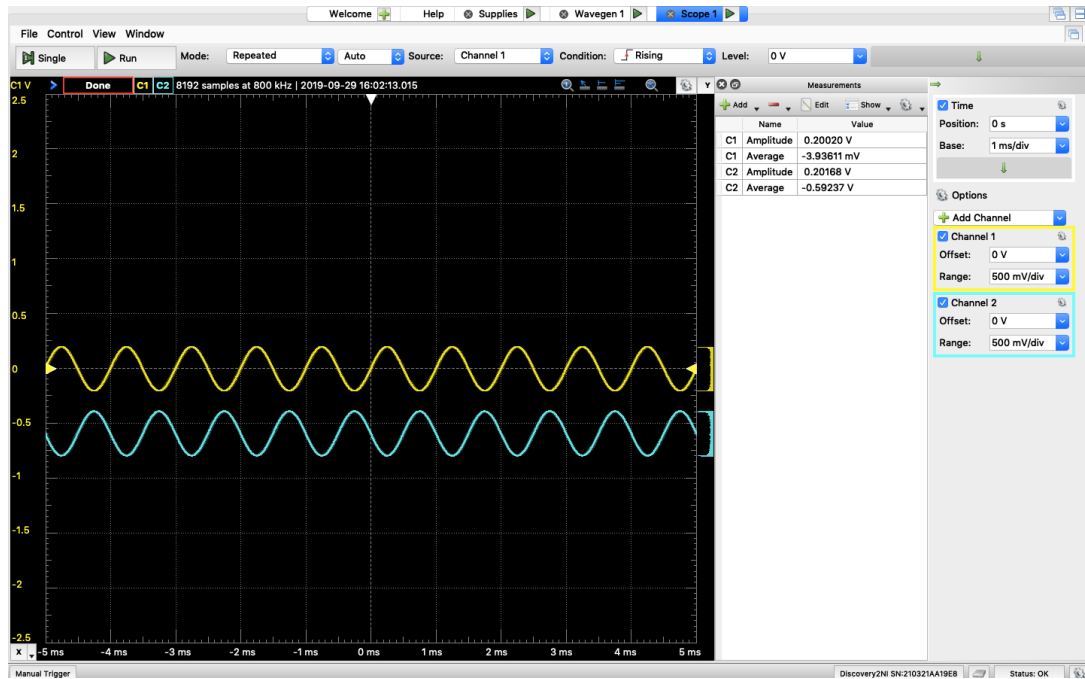 Welcome Help Supplies Wavegen 1 Scope 1
File Control View Window
Single Run Mode: Repeated Auto Source: Channel 1 Condition: Rising Level: 0 V
C1 V Done C1 C2 8192 samples at 800 kHz | 2019-09-29 16:02:13.015 Y
2.5
2
1.5
1
0.5
0
-0.5
-1
-1.5
-2
-2.5
X -5 ms -4 ms -3 ms -2 ms -1 ms 0 ms 1 ms 2 ms 3 ms 4 ms 5 ms
Measurements
Add Edit Show
Name Value
C1 Amplitude 0.20020 V
C1 Average -3.93611 mV
C2 Amplitude 0.20168 V
C2 Average -0.59237 V
Time
Position: 0 s
Base: 1 ms/div
Options
Add Channel
Channel 1
Offset: 0 V
Range: 500 mV/div
Channel 2
Offset: 0 V
Range: 500 mV/div
Manual Trigger Discovery2NI SN:210321AA19E8 Status: OK